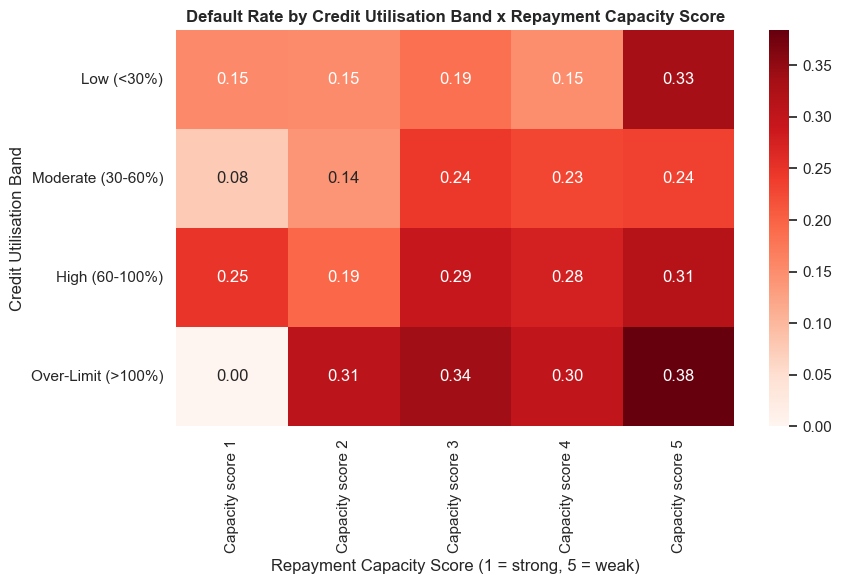 Default Rate by Credit Utilisation Band x Repayment Capacity Score
Credit Utilisation Band
Low (<30%) 0.15 0.15 0.19 0.15 0.33
Moderate (30-60%) 0.08 0.14 0.24 0.23 0.24
High (60-100%) 0.25 0.19 0.29 0.28 0.31
Over-Limit (>100%) 0.00 0.31 0.34 0.30 0.38
Capacity score 1
Capacity score 2
Capacity score 3
Capacity score 4
Capacity score 5
Repayment Capacity Score (1 = strong, 5 = weak)
0.35
0.30
0.25
0.20
0.15
0.10
0.05
0.00